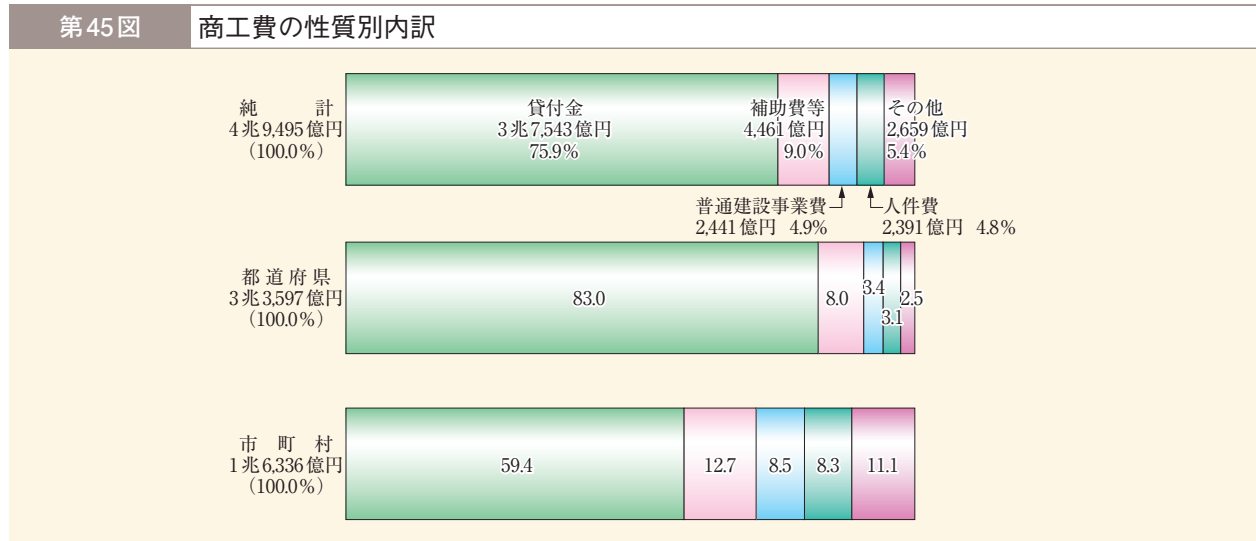 第45図 商工費の性質別内訳
純計
4兆9,495億円
（100.0%）
貸付金
3兆7,543億円
75.9%
補助費等
4,461億円
9.0%
その他
2,659億円
5.4%
普通建設事業費
2,441億円 4.9%
人件費
2,391億円 4.8%
都道府県
3兆3,597億円
（100.0%）
83.0
8.0
3.4
3.1
2.5
市町村
1兆6,336億円
（100.0%）
59.4
12.7
8.5
8.3
11.1